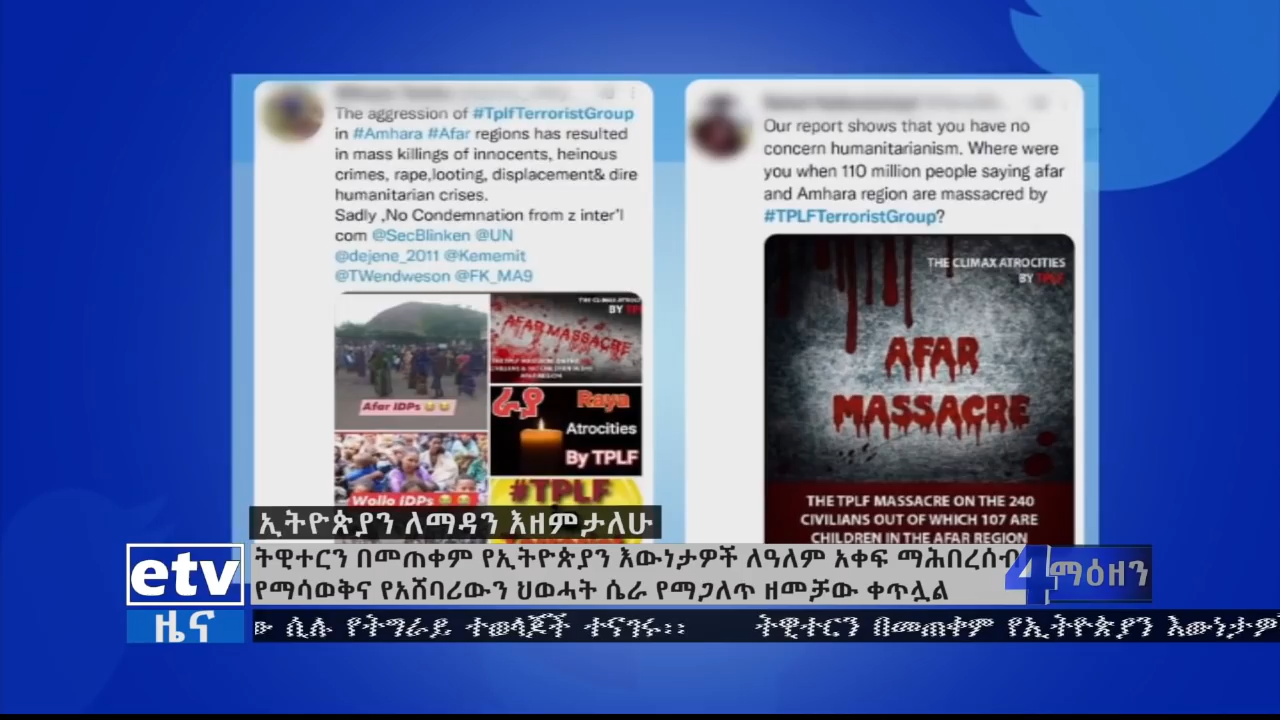 The aggression of #TplfTerroristGroup
in #Amhara #Afar regions has resulted
in mass killings of innocents, heinous
crimes, rape,looting, displacement& dire
humanitarian crises.
Sadly ,No Condemnation from z inter'l
com @SecBlinken @UN
@dejene_2011 @Kememit
@TWendweson @FK_MA9
Afar IDPs
THE CLIMAX ATROCI
BY TP
AFAR MASSACRE
ራያ Raya
Atrocities
By TPLF
Wollo IDPs
#TPLF
Our report shows that you have no
concern humanitarianism. Where were
you when 110 million people saying afar
and Amhara region are massacred by
#TPLFTerroristGroup?
THE CLIMAX ATROCITIES
BY TPLF
AFAR
MASSACRE
THE TPLF MASSACRE ON THE 240
CIVILIANS OUT OF WHICH 107 ARE
CHILDREN IN THE AFAR REGION
ኢትዮጵያን ለማዳን እዘምታለሁ
etv
ትዊተርን በመጠቀም የኢትዮጵያን እውነታዎች ለዓለም አቀፍ ማሕበረሰብ
የማሳወቅና የአሸባሪውን ህወሓት ሴራ የማጋለጥ ዘመቻው ቀጥሏል
4ማዕዘን
ዜና
ው ሲሉ የትግራይ ተወላጆች ተናገሩ፡፡ ትዊተርን በመጠቀም የኢትዮጵያን እውነታዎ